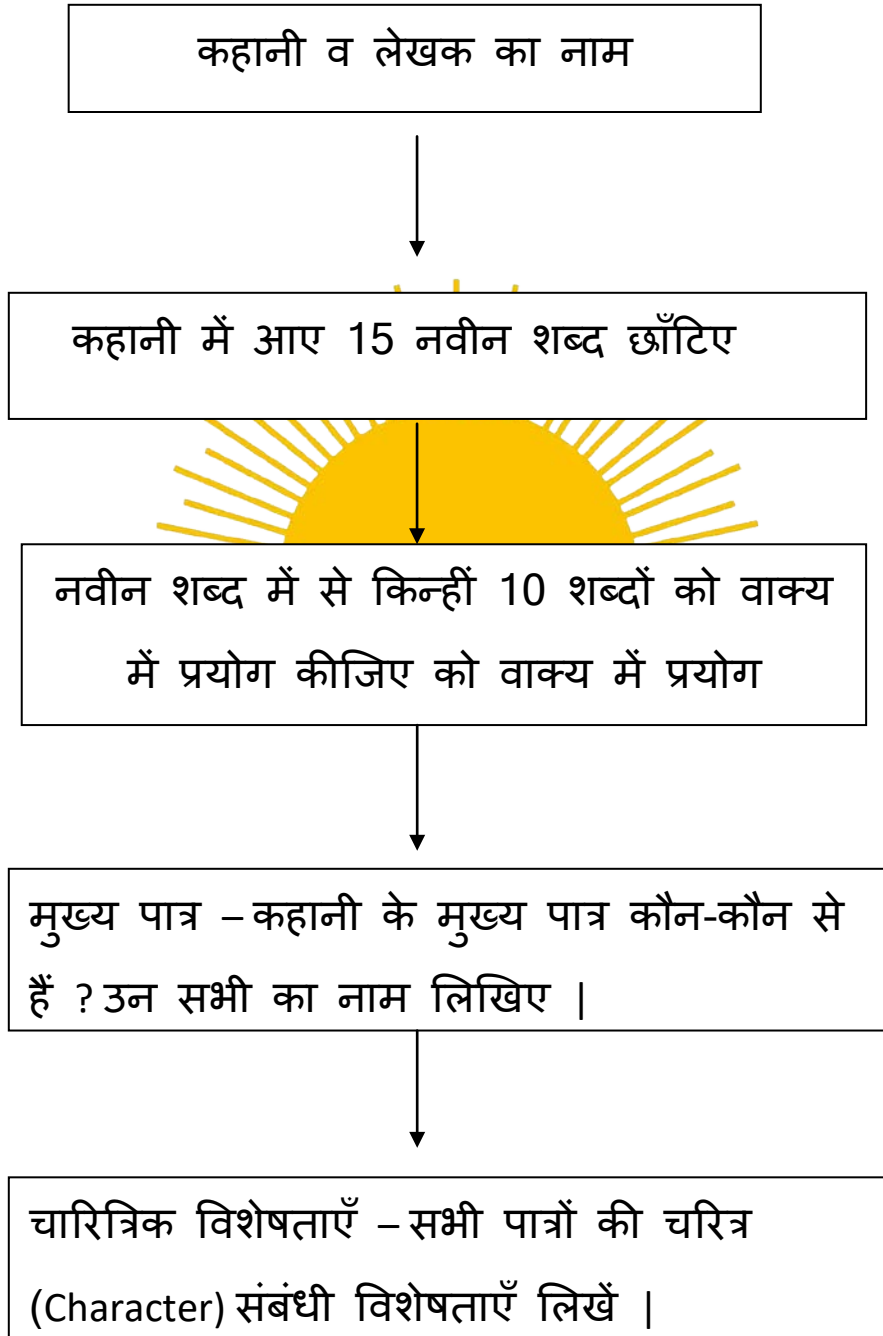 कहानी व लेखक का नाम
कहानी में आए 15 नवीन शब्द छाँटिए
नवीन शब्द में से किन्हीं 10 शब्दों को वाक्य
में प्रयोग कीजिए को वाक्य में प्रयोग
मुख्य पात्र – कहानी के मुख्य पात्र कौन-कौन से
हैं ? उन सभी का नाम लिखिए |
चारित्रिक विशेषताएँ – सभी पात्रों की चरित्र
(Character) संबंधी विशेषताएँ लिखें |